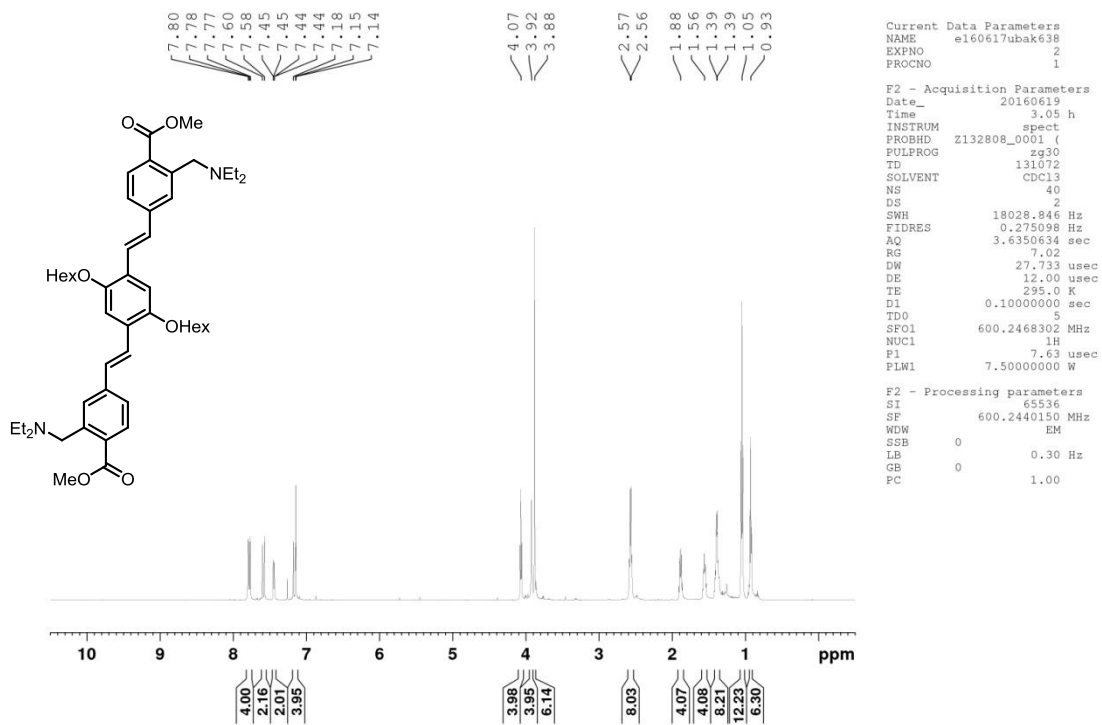 7.80
7.78
7.77
7.60
7.58
7.45
7.45
7.44
7.44
7.18
7.15
7.14
4.07
3.92
3.88
2.57
2.56
1.88
1.56
1.39
1.39
1.05
0.93
Current Data Parameters
NAME e160617ubak638
EXPNO 2
PROCNO 1
F2 - Acquisition Parameters
Date_ 20160619
Time 3.05 h
INSTRUM spect
PROBHD Z132808_0001 (
PULPROG zg30
TD 131072
SOLVENT CDCl3
NS 40
DS 2
SWH 18028.846 Hz
FIDRES 0.275098 Hz
AQ 3.6350634 sec
RG 7.02
DW 27.733 usec
DE 12.00 usec
TE 295.0 K
D1 0.10000000 sec
TD0 5
SFO1 600.2468302 MHz
NUC1 1H
P1 7.63 usec
PLW1 7.50000000 W
F2 - Processing parameters
SI 65536
SF 600.2440150 MHz
WDW EM
SSB 0
LB 0.30 Hz
GB 0
PC 1.00
O
OMe
NEt2
HexO
OHex
Et2N
MeO
O
10 9 8 7 6 5 4 3 2 1 ppm
4.00
2.16
2.01
3.95
3.98
3.95
6.14
8.03
4.07
4.08
8.21
12.23
6.30